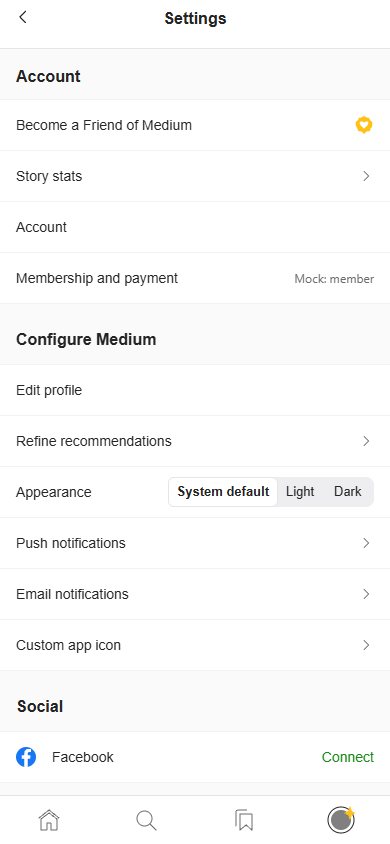 Settings
Account
Become a Friend of Medium
Story stats
Account
Membership and payment Mock: member
Configure Medium
Edit profile
Refine recommendations
Appearance System default Light Dark
Push notifications
Email notifications
Custom app icon
Social
Facebook Connect